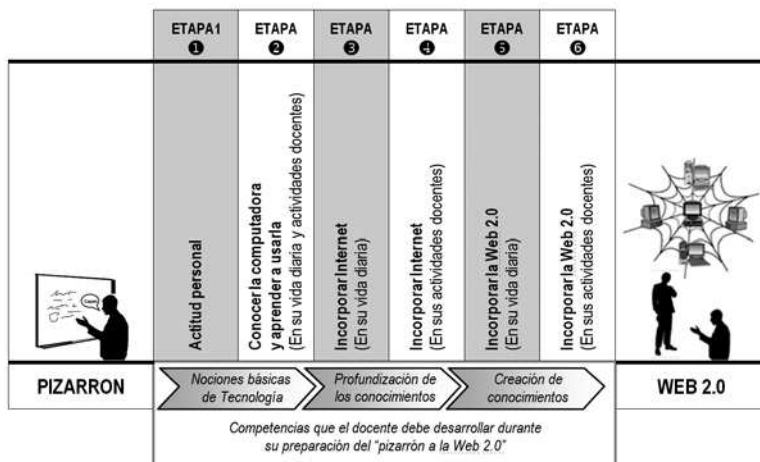 ETAPA1
❶
ETAPA
❷
ETAPA
❸
ETAPA
❹
ETAPA
❺
ETAPA
❻
Actitud personal
Conocer la computadora
y aprender a usarla
(En su vida diaria y actividades docentes)
Incorporar Internet
(En su vida diaria)
Incorporar Internet
(En sus actividades docentes)
Incorporar la Web 2.0
(En su vida diaria)
Incorporar la Web 2.0
(En sus actividades docentes)
PIZARRON
Nociones básicas
de Tecnología
Profundización de
los conocimientos
Creación de
conocimientos
WEB 2.0
Competencias que el docente debe desarrollar durante
su preparación del “pizarrón a la Web 2.0”